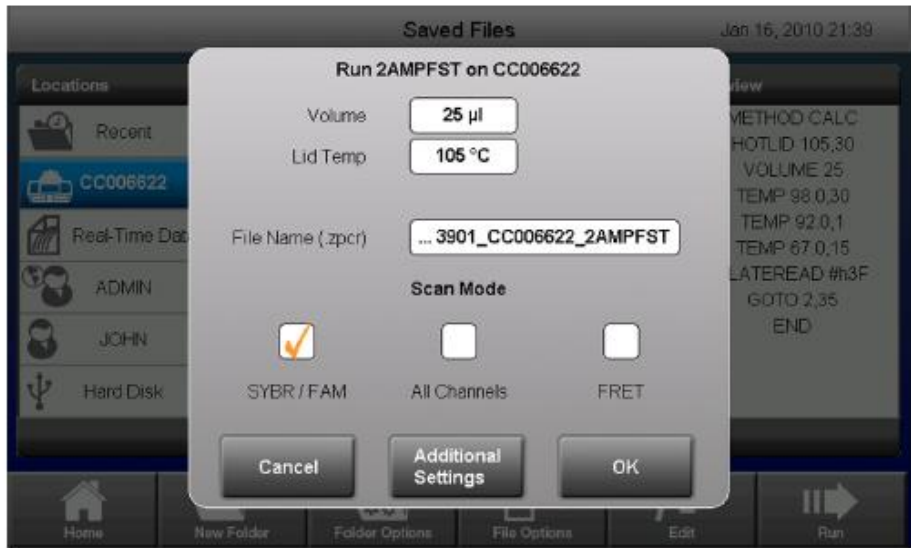 Saved Files
Jan 16, 2010 21:39
Run 2AMPFST on CC006622
Volume
25 µl
Lid Temp
105 °C
File Name (.zpcr)
... 3901_CC006622_2AMPFST
Scan Mode
SYBR / FAM
All Channels
FRET
Cancel
Additional
Settings
OK
Locations
Recent
CC006622
Real-Time Dat
ADMIN
JOHN
Hard Disk
view
METHOD CALC
HOTLID 105,30
VOLUME 25
TEMP 98.0,30
TEMP 92.0,1
TEMP 67.0,15
LATEREAD #h3F
GOTO 2,35
END
Home
New Folder
Folder Options
File Options
Edit
Run